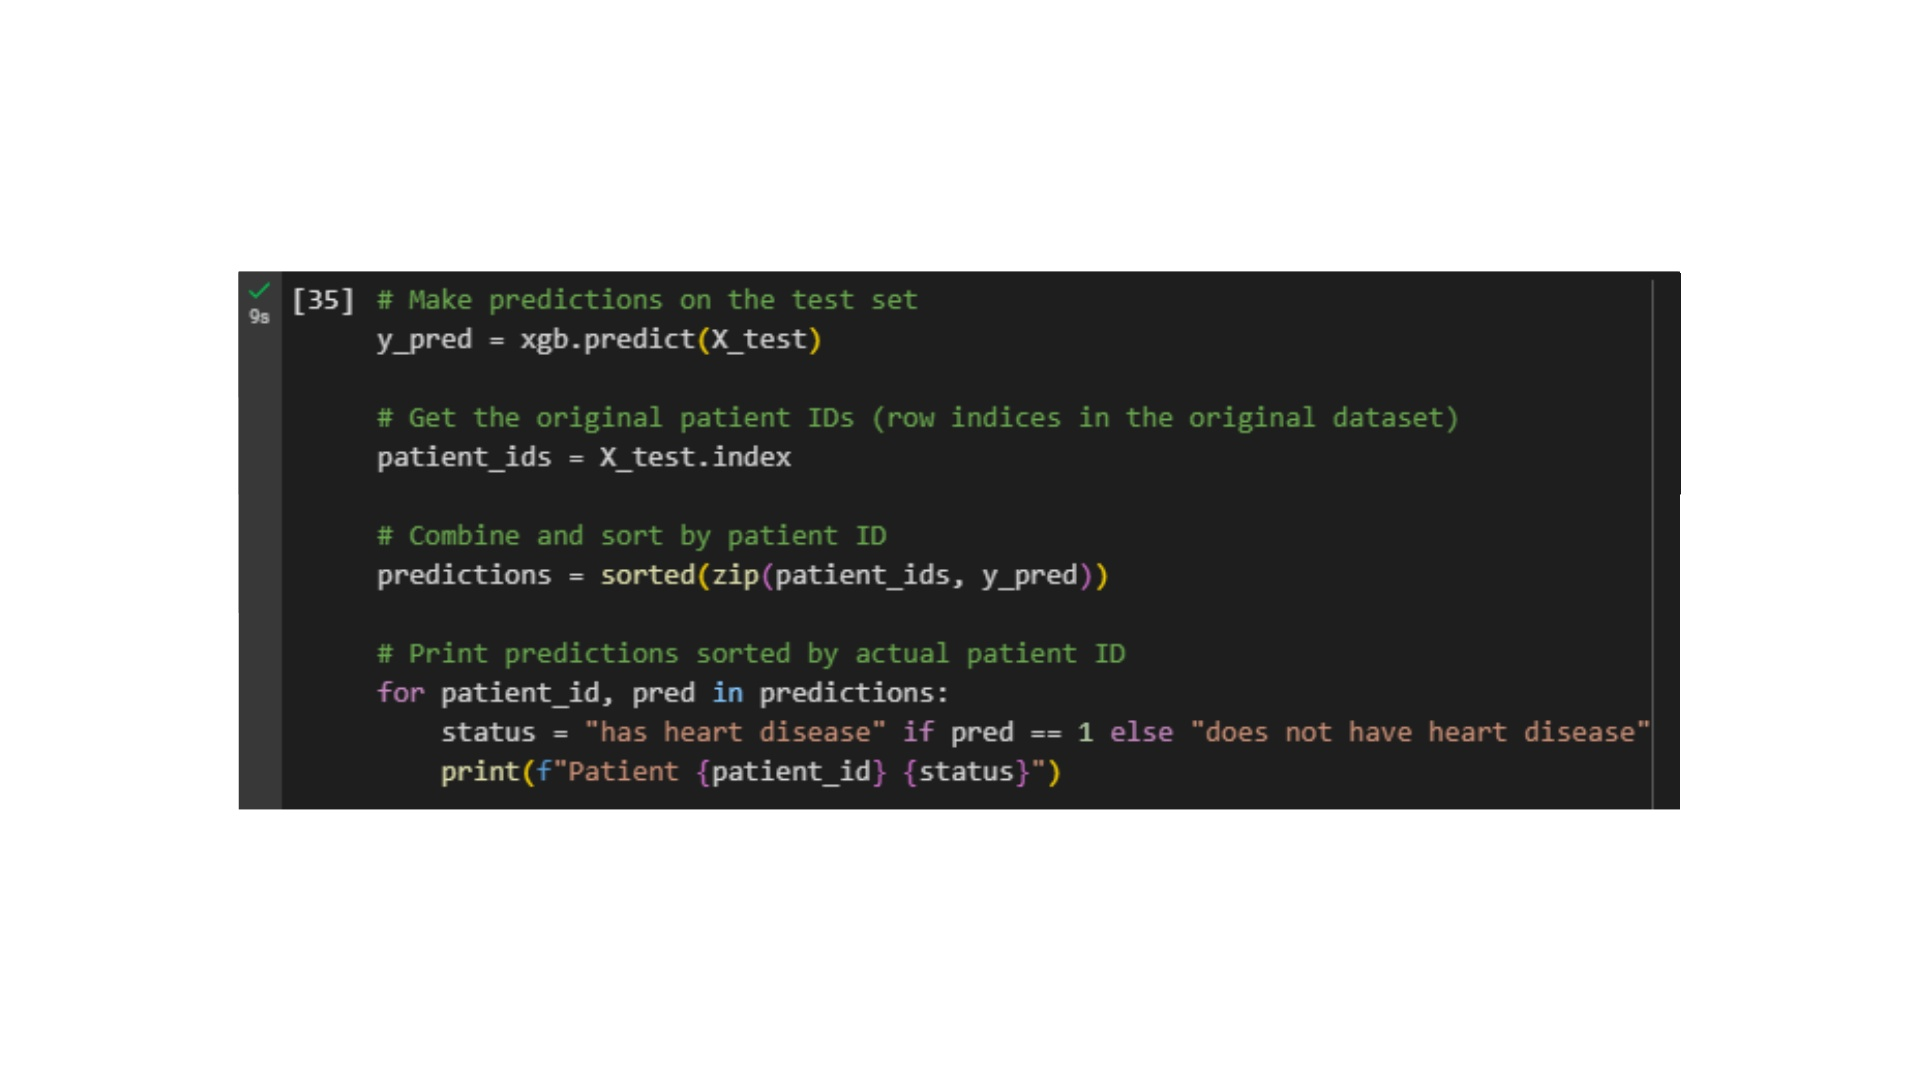 [35] # Make predictions on the test set
9s
y_pred = xgb.predict(X_test)
# Get the original patient IDs (row indices in the original dataset)
patient_ids = X_test.index
# Combine and sort by patient ID
predictions = sorted(zip(patient_ids, y_pred))
# Print predictions sorted by actual patient ID
for patient_id, pred in predictions:
    status = "has heart disease" if pred == 1 else "does not have heart disease"
    print(f"Patient {patient_id} {status}")